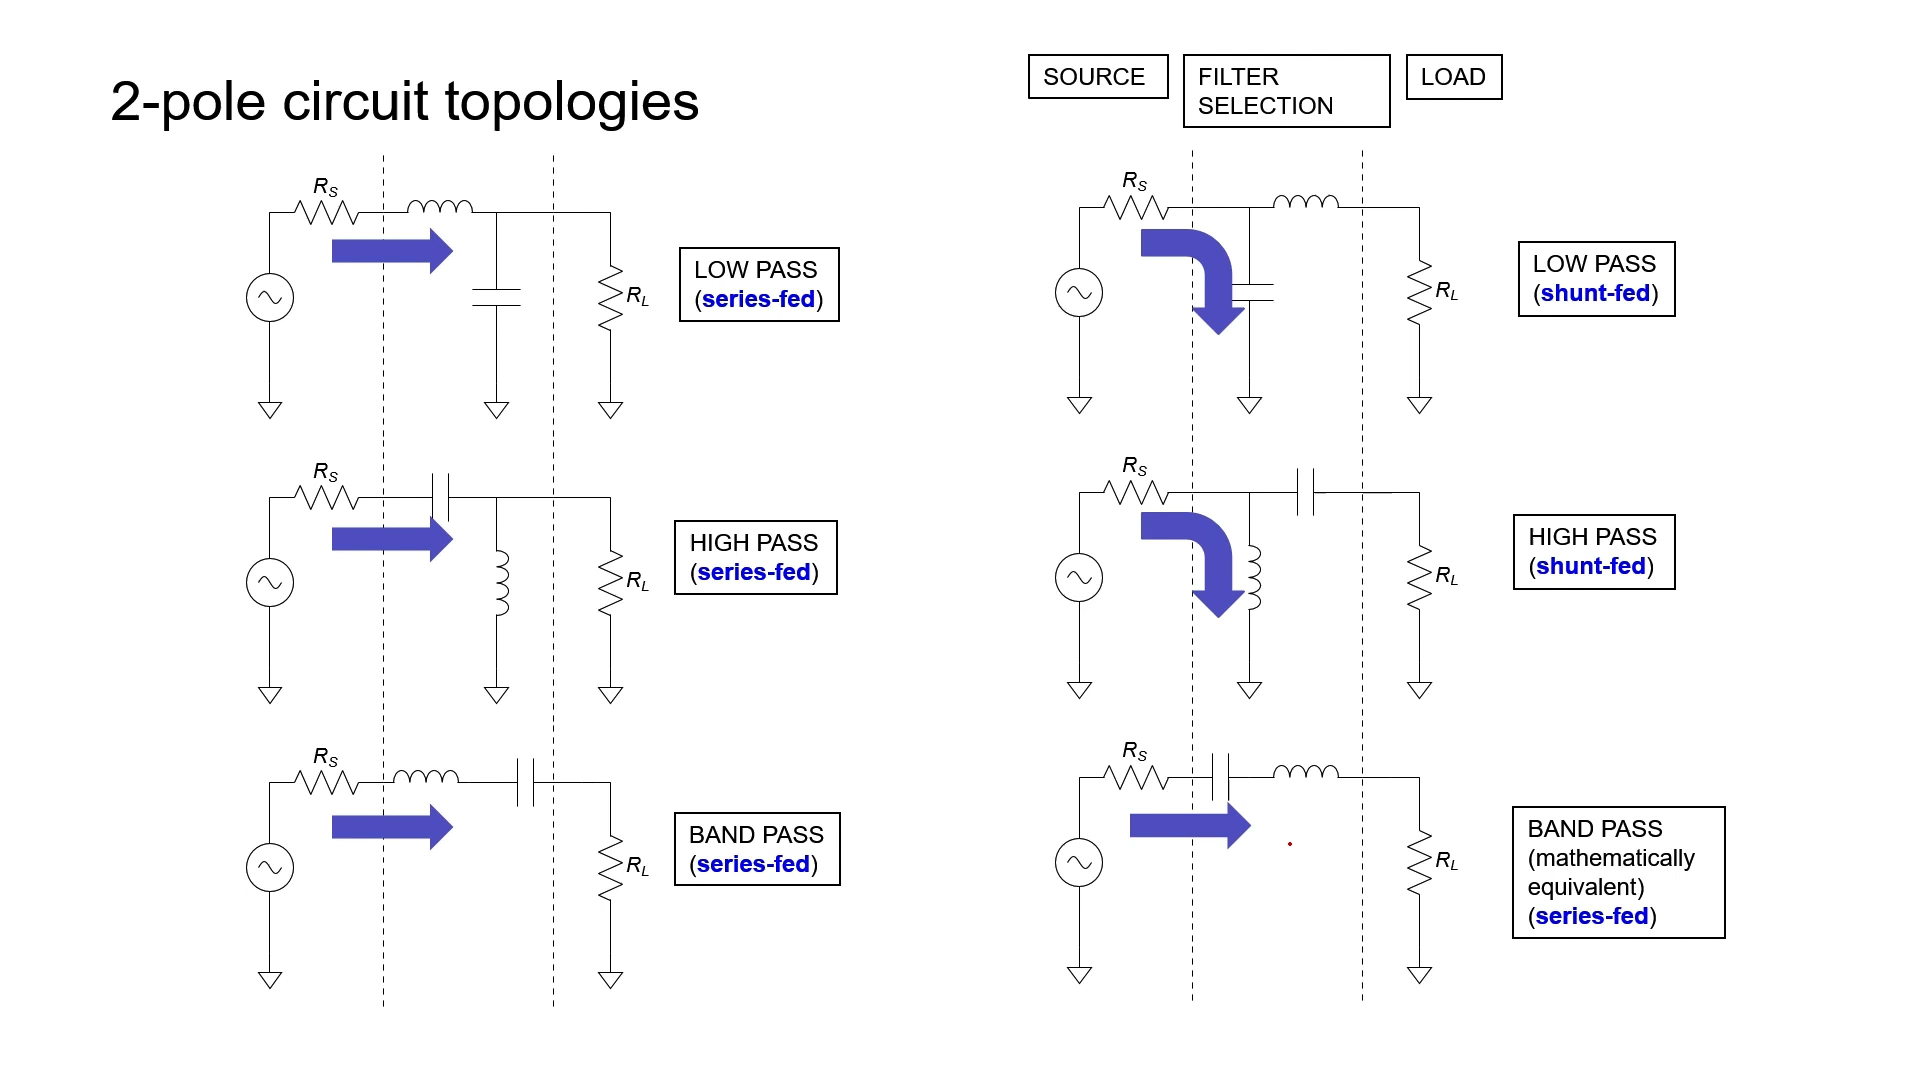 2-pole circuit topologies
SOURCE
FILTER
SELECTION
LOAD
RS
RL
LOW PASS
(series-fed)
RS
RL
LOW PASS
(shunt-fed)
RS
RL
HIGH PASS
(series-fed)
RS
RL
HIGH PASS
(shunt-fed)
RS
RL
BAND PASS
(series-fed)
RS
RL
BAND PASS
(mathematically
equivalent)
(series-fed)